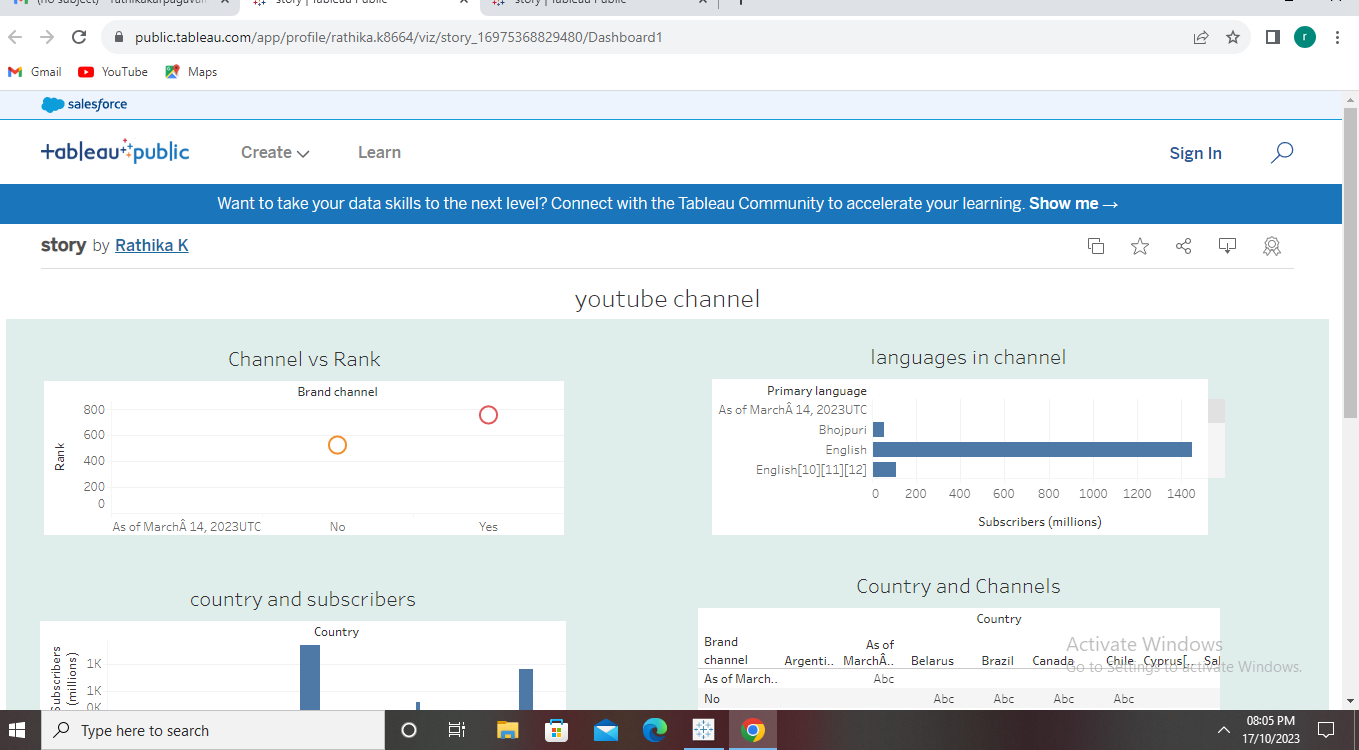 (no subject) - rathikakarpagavall
story | Tableau Public
story | Tableau Public
public.tableau.com/app/profile/rathika.k8664/viz/story_16975368829480/Dashboard1
r
Gmail YouTube Maps
salesforce
+ableau public
Create Learn Sign In
Want to take your data skills to the next level? Connect with the Tableau Community to accelerate your learning. Show me →
story by Rathika K
youtube channel
Channel vs Rank
Brand channel
Rank
800
600
400
200
0
As of MarchÂ 14, 2023UTC No Yes
languages in channel
Primary language
As of MarchÂ 14, 2023UTC
Bhojpuri
English
English[10][11][12]
0 200 400 600 800 1000 1200 1400
Subscribers (millions)
country and subscribers
Country
Subscribers
(millions)
1K
1K
0K
Country and Channels
Country
Brand
channel Argenti.. As of
MarchÂ.. Belarus Brazil Canada Chile Cyprus[.. Sal
As of March.. Abc
No Abc Abc Abc Abc
Activate Windows
Go to Settings to activate Windows.
Type here to search
08:05 PM
17/10/2023